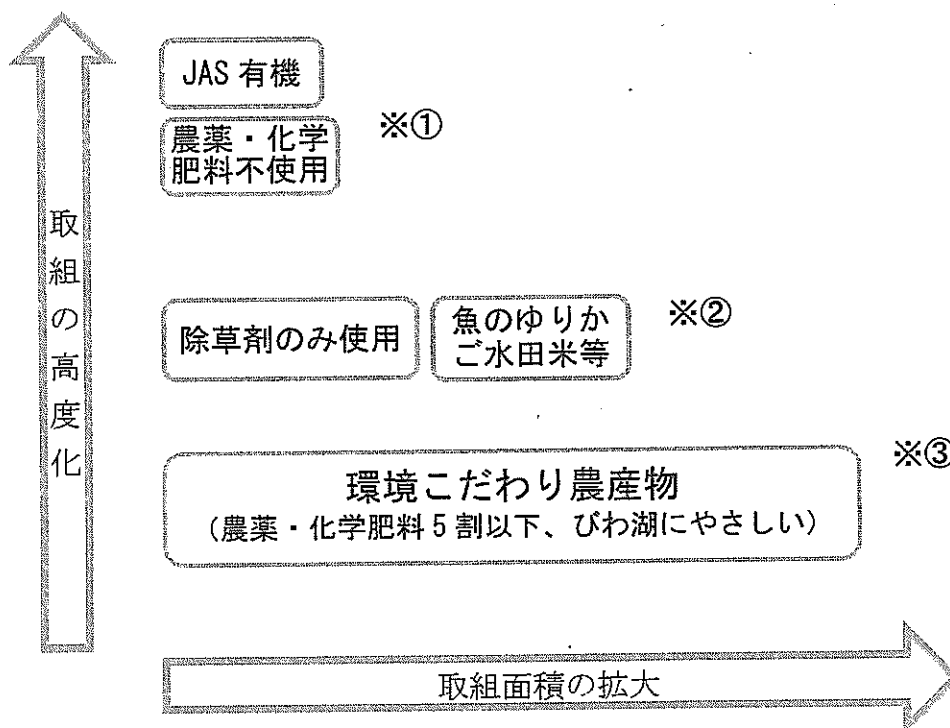 JAS 有機
農薬・化学
肥料不使用
※①
取組の高度化
除草剤のみ使用
魚のゆりか
ご水田米等
※②
※③
環境こだわり農産物
(農薬・化学肥料5割以下、びわ湖にやさしい)
取組面積の拡大